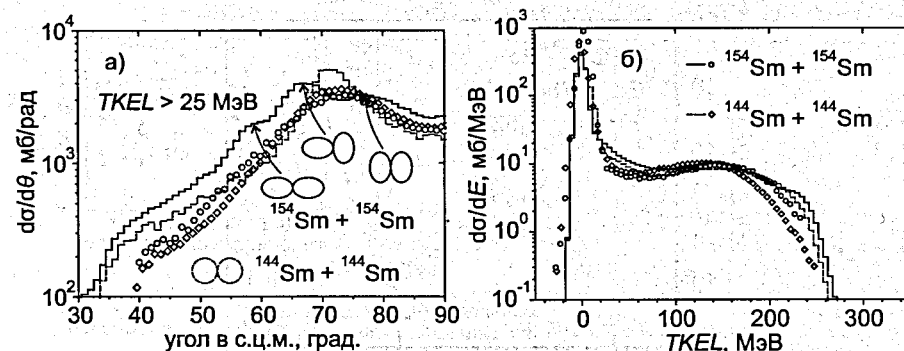 а)
TKEL > 25 МэВ
dσ/dθ, мб/рад
10⁴
10³
10²
¹⁵⁴Sm + ¹⁵⁴Sm
¹⁴⁴Sm + ¹⁴⁴Sm
30 40 50 60 70 80 90
угол в с.ц.м., град.
б)
¹⁵⁴Sm + ¹⁵⁴Sm
¹⁴⁴Sm + ¹⁴⁴Sm
dσ/dE, мб/МэВ
10³
10²
10¹
10⁰
10⁻¹
0 100 200 300
TKEL, МэВ